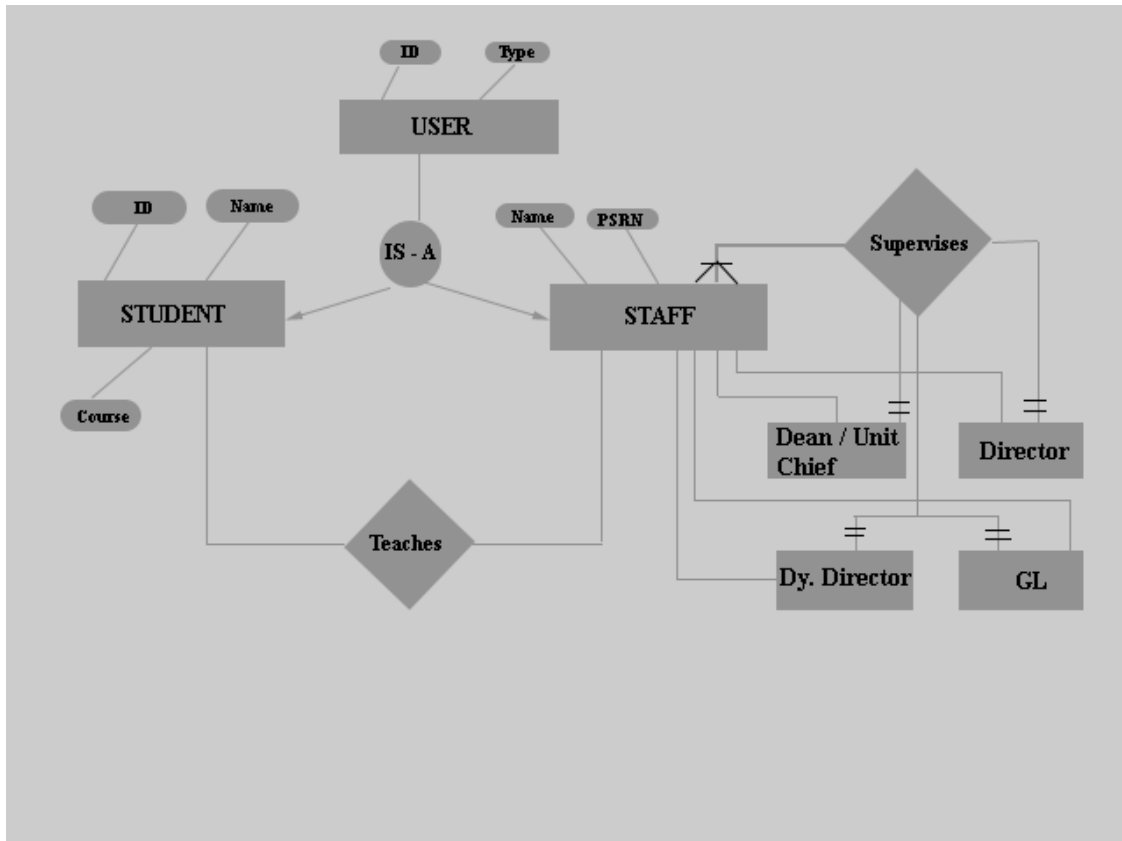 ID
Type
USER
ID
Name
Name
PSRN
Supervises
IS - A
STUDENT
STAFF
Course
Dean / Unit
Chief
Director
Teaches
Dy. Director
GL